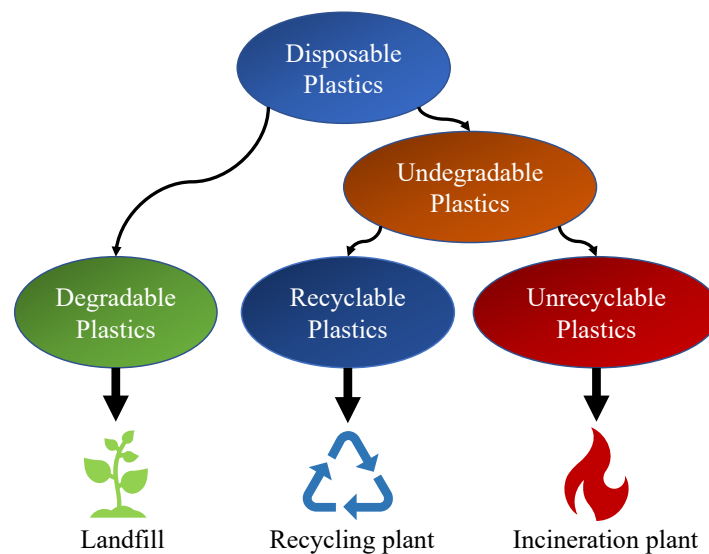 Disposable
Plastics
Undegradable
Plastics
Degradable
Plastics
Recyclable
Plastics
Unrecyclable
Plastics
Landfill
Recycling plant
Incineration plant